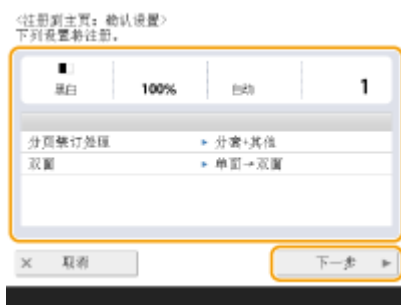 <注册到主页：确认设置>
下列设置将注册。
黑白 100% 自动 1
分页装订处理 ▶ 分套+其他
双面 ▶ 单面→双面
× 取消 下一步 ▶